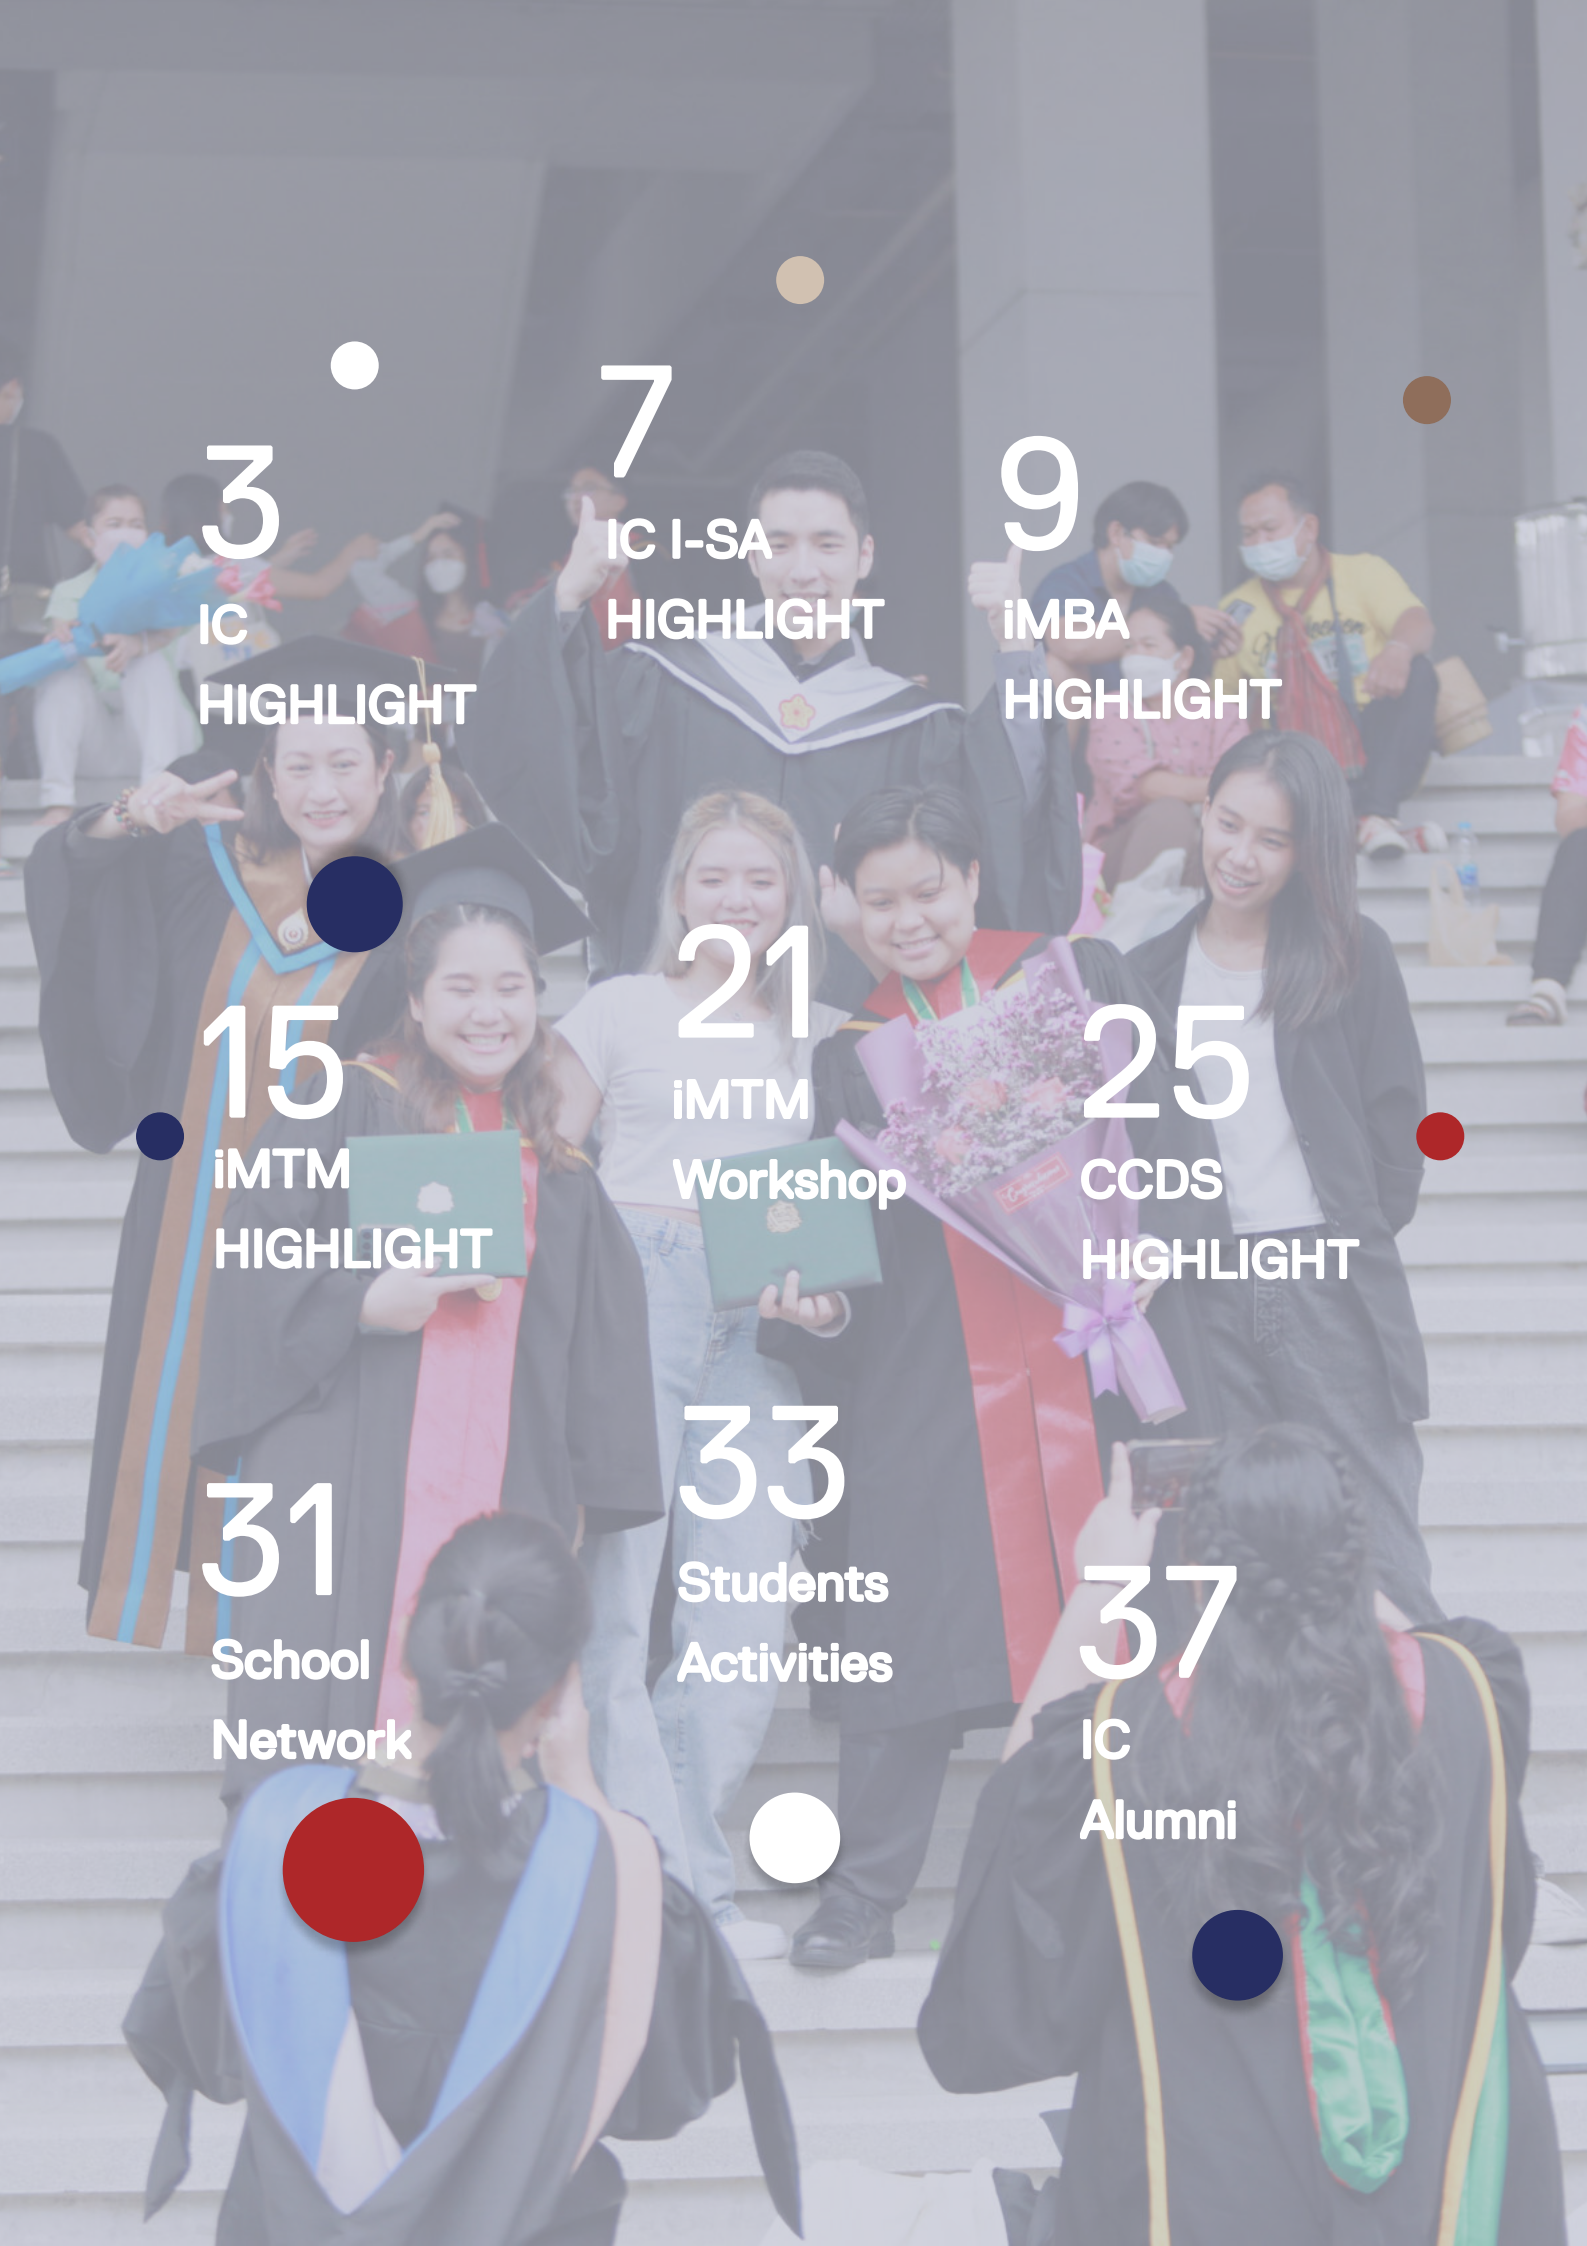 3
IC
HIGHLIGHT
7
IC I-SA
HIGHLIGHT
9
iMBA
HIGHLIGHT
15
iMTM
HIGHLIGHT
21
iMTM
Workshop
25
CCDS
HIGHLIGHT
31
School
Network
33
Students
Activities
37
IC
Alumni